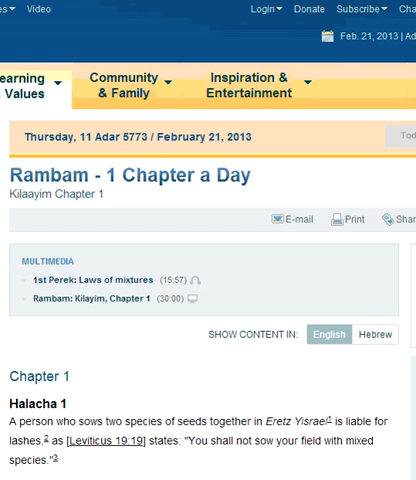 Video
Login Donate Subscribe
Feb. 21, 2013 |
earning Community Inspiration &
Values & Family Entertainment
Thursday, 11 Adar 5773 / February 21, 2013
Rambam - 1 Chapter a Day
Kilaayim Chapter 1
E-mail Print
MULTIMEDIA
1st Perek: Laws of mixtures (15:57)
Rambam: Kilayim, Chapter 1 (30:00)
SHOW CONTENT IN: English Hebrew
Chapter 1
Halacha 1
A person who sows two species of seeds together in Eretz Yisrael1 is liable for
lashes,2 as [Leviticus 19:19] states: "You shall not sow your field with mixed
species."3